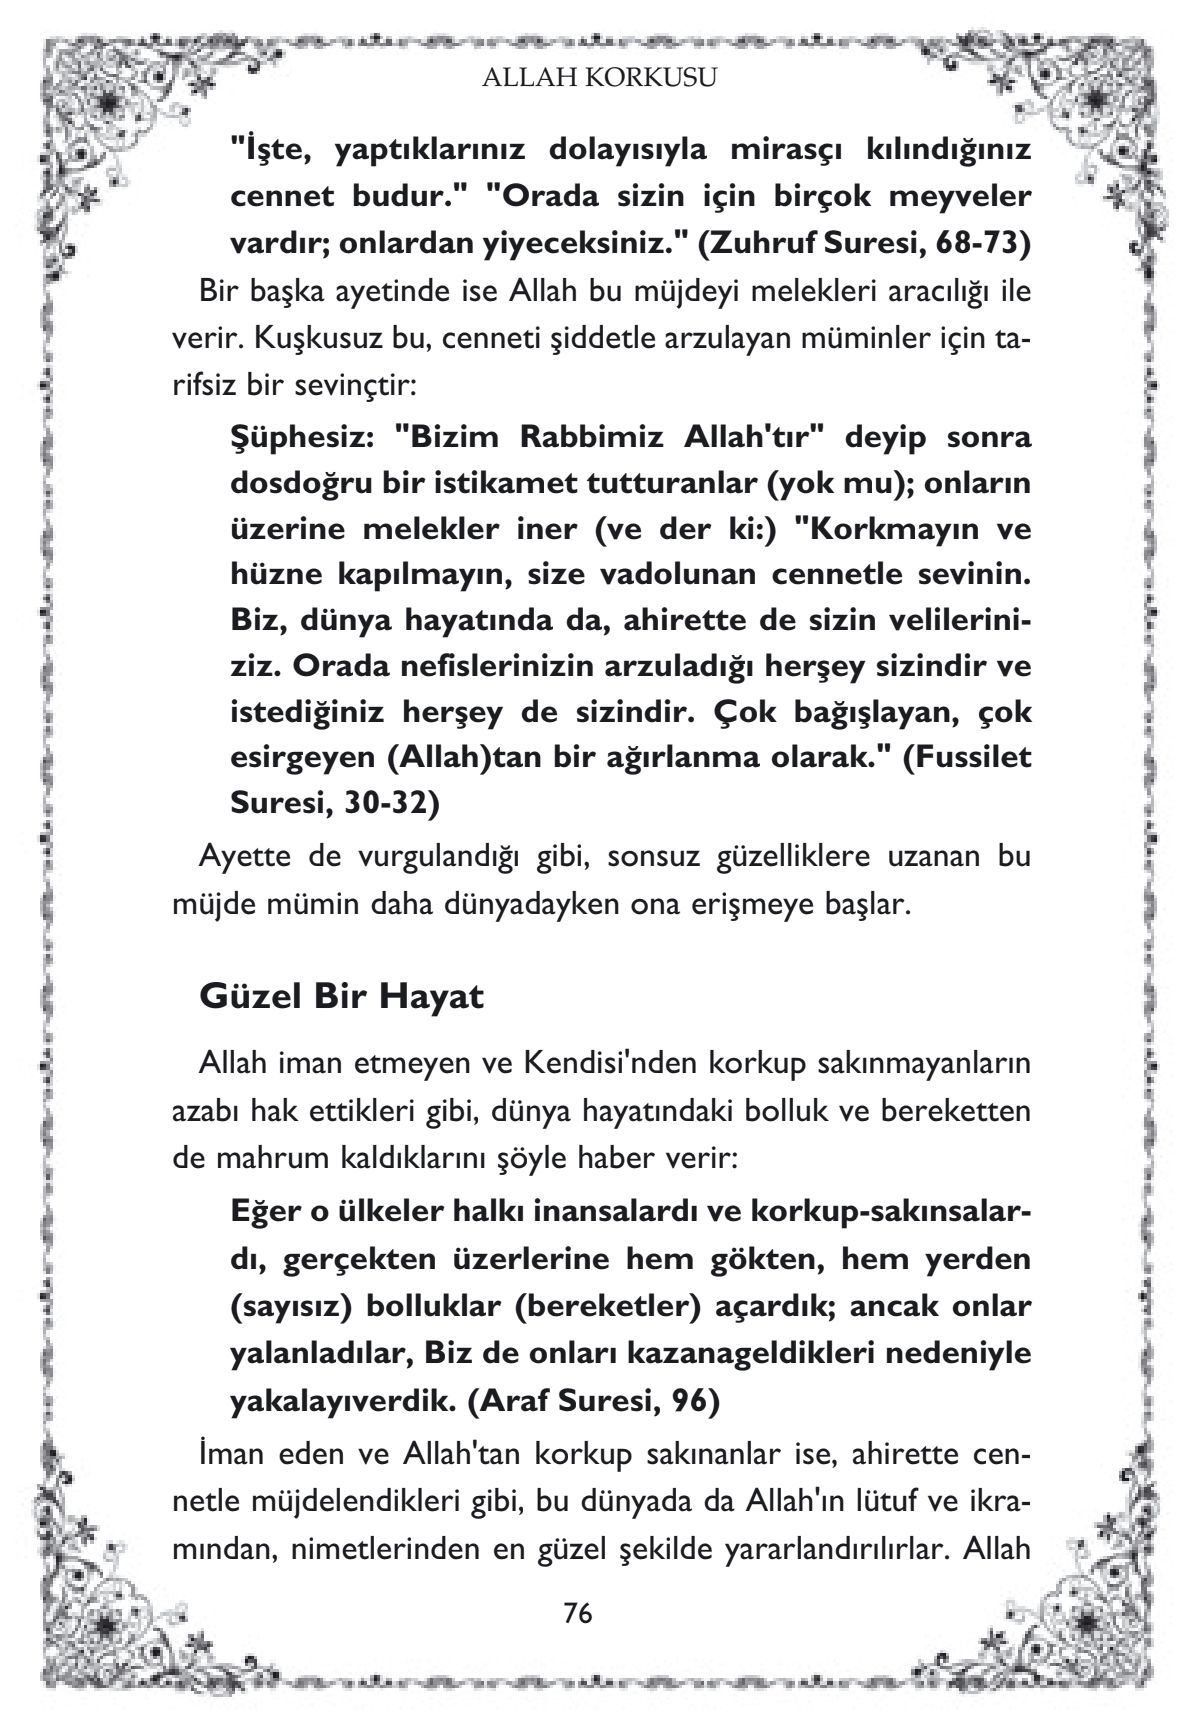 ALLAH KORKUSU
"İşte, yaptıklarınız dolayısıyla mirasçı kılındığınız
cennet budur." "Orada sizin için birçok meyveler
vardır; onlardan yiyeceksiniz." (Zuhruf Suresi, 68-73)
Bir başka ayetinde ise Allah bu müjdeyi melekleri aracılığı ile
verir. Kuşkusuz bu, cenneti şiddetle arzulayan müminler için ta-
rifsiz bir sevinçtir:
Şüphesiz: "Bizim Rabbimiz Allah'tır" deyip sonra
dosdoğru bir istikamet tutturanlar (yok mu); onların
üzerine melekler iner (ve der ki:) "Korkmayın ve
hüzne kapılmayın, size vadolunan cennetle sevinin.
Biz, dünya hayatında da, ahirette de sizin velilerini-
ziz. Orada nefislerinizin arzuladığı herşey sizindir ve
istediğiniz herşey de sizindir. Çok bağışlayan, çok
esirgeyen (Allah)tan bir ağırlanma olarak." (Fussilet
Suresi, 30-32)
Ayette de vurgulandığı gibi, sonsuz güzelliklere uzanan bu
müjde mümin daha dünyadayken ona erişmeye başlar.
Güzel Bir Hayat
Allah iman etmeyen ve Kendisi'nden korkup sakınmayanların
azabı hak ettikleri gibi, dünya hayatındaki bolluk ve bereketten
de mahrum kaldıklarını şöyle haber verir:
Eğer o ülkeler halkı inansalardı ve korkup-sakınsalar-
dı, gerçekten üzerlerine hem gökten, hem yerden
(sayısız) bolluklar (bereketler) açardık; ancak onlar
yalanladılar, Biz de onları kazanageldikleri nedeniyle
yakalayıverdik. (Araf Suresi, 96)
İman eden ve Allah'tan korkup sakınanlar ise, ahirette cen-
netle müjdelendikleri gibi, bu dünyada da Allah'ın lütuf ve ikra-
mından, nimetlerinden en güzel şekilde yararlandırılırlar. Allah
76